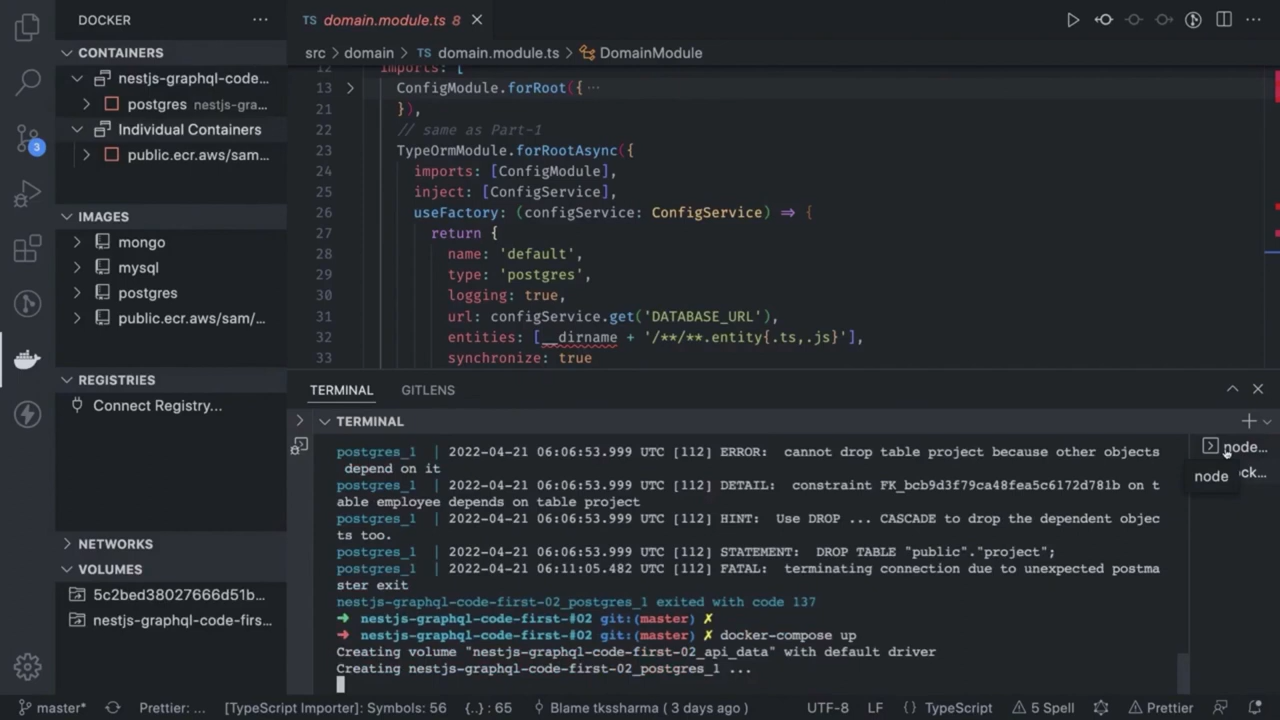 DOCKER
CONTAINERS
nestjs-graphql-code...
postgres nestjs-gra...
Individual Containers
public.ecr.aws/sam...
IMAGES
mongo
mysql
postgres
public.ecr.aws/sam/...
REGISTRIES
Connect Registry...
NETWORKS
VOLUMES
5c2bed38027666d51b...
nestjs-graphql-code-firs...
3
TS domain.module.ts 8
src > domain > TS domain.module.ts > DomainModule
12 imports: [
13 ConfigModule.forRoot({ ...
21 }),
22 // same as Part-1
23 TypeOrmModule.forRootAsync({
24 imports: [ConfigModule],
25 inject: [ConfigService],
26 useFactory: (configService: ConfigService) => {
27 return {
28 name: 'default',
29 type: 'postgres',
30 logging: true,
31 url: configService.get('DATABASE_URL'),
32 entities: [__dirname + '/**/**.entity{.ts,.js}'],
33 synchronize: true
TERMINAL GITLENS
TERMINAL
postgres_1 | 2022-04-21 06:06:53.999 UTC [112] ERROR: cannot drop table project because other objects
depend on it
postgres_1 | 2022-04-21 06:06:53.999 UTC [112] DETAIL: constraint FK_bcb9d3f79ca48fea5c6172d781b on t
able employee depends on table project
postgres_1 | 2022-04-21 06:06:53.999 UTC [112] HINT: Use DROP ... CASCADE to drop the dependent objec
ts too.
postgres_1 | 2022-04-21 06:06:53.999 UTC [112] STATEMENT: DROP TABLE "public"."project";
postgres_1 | 2022-04-21 06:11:05.482 UTC [112] FATAL: terminating connection due to unexpected postma
ster exit
nestjs-graphql-code-first-02_postgres_1 exited with code 137
➜ nestjs-graphql-code-first-#02 git:(master) ✗
➜ nestjs-graphql-code-first-#02 git:(master) ✗ docker-compose up
Creating volume "nestjs-graphql-code-first-02_api_data" with default driver
Creating nestjs-graphql-code-first-02_postgres_1 ...
node...
ock...
node
master* Prettier: ... [TypeScript Importer]: Symbols: 56 {..} : 65 Blame tkssharma ( 3 days ago ) UTF-8 LF {} TypeScript 5 Spell Prettier